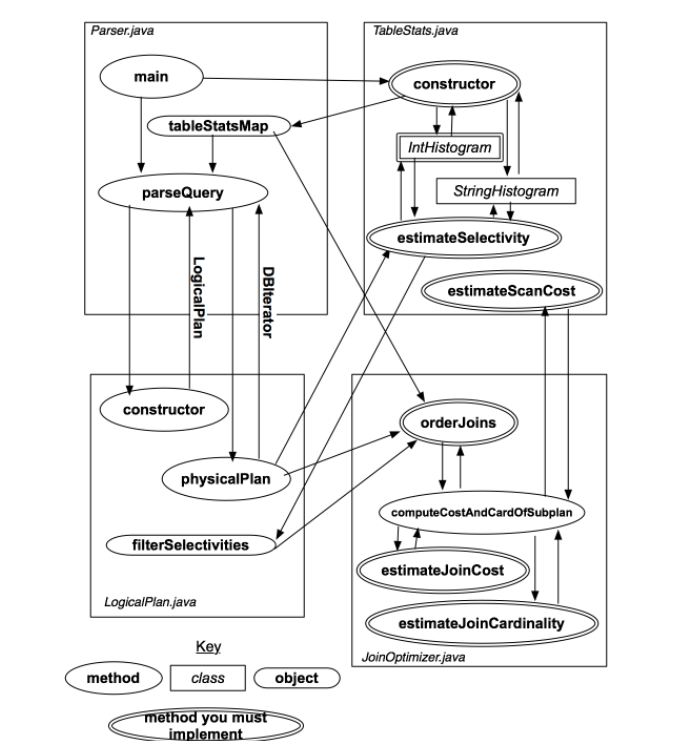 Parser.java
main
tableStatsMap
parseQuery
LogicalPlan
DBIterator
TableStats.java
constructor
IntHistogram
StringHistogram
estimateSelectivity
estimateScanCost
constructor
physicalPlan
filterSelectivities
LogicalPlan.java
orderJoins
computeCostAndCardOfSubplan
estimateJoinCost
estimateJoinCardinality
JoinOptimizer.java
Key
method
class
object
method you must
implement